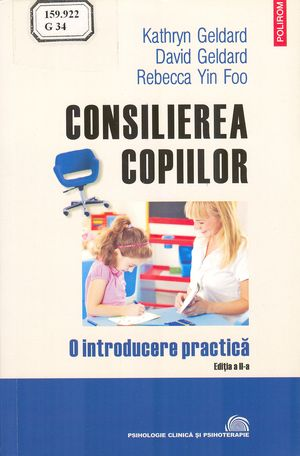 159.922
G 34
Kathryn Geldard
David Geldard
Rebecca Yin Foo
POLIROM
CONSILIEREA
COPIILOR
O introducere practică
Ediția a II-a
PSIHOLOGIE CLINICĂ ȘI PSIHOTERAPIE